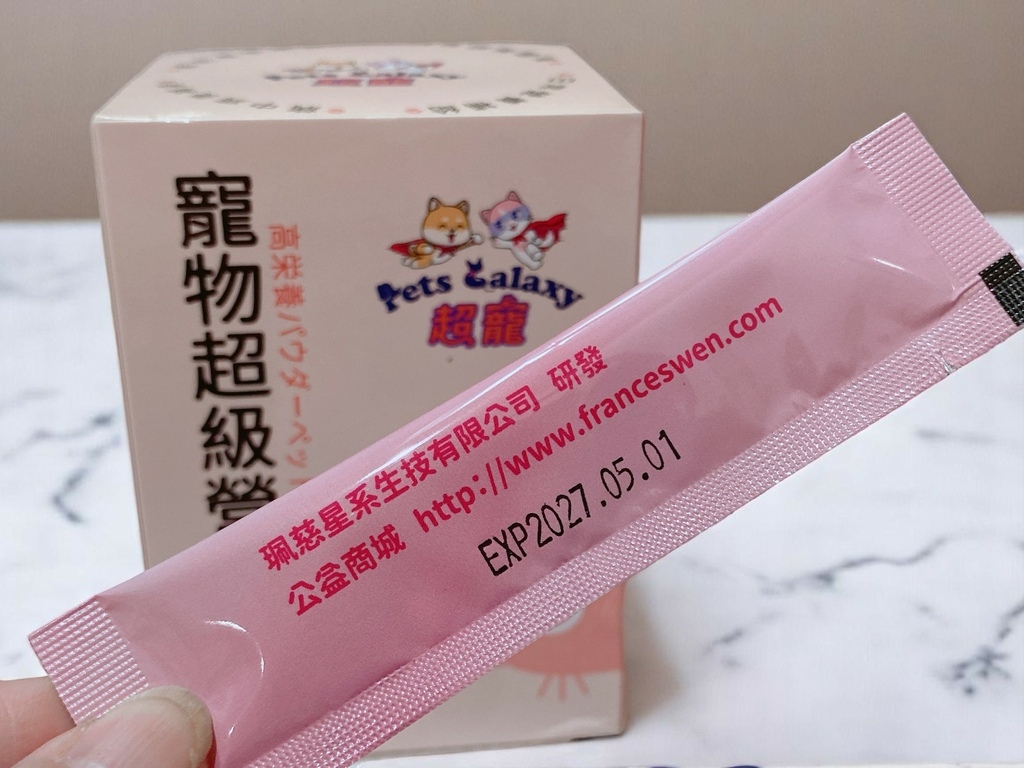 寵物超級營
高栄養パウダーペット
Pets Galaxy
超寵
珮慈星系生技有限公司 研發
公益商城 http://www.franceswen.com
EXP2027.05.01